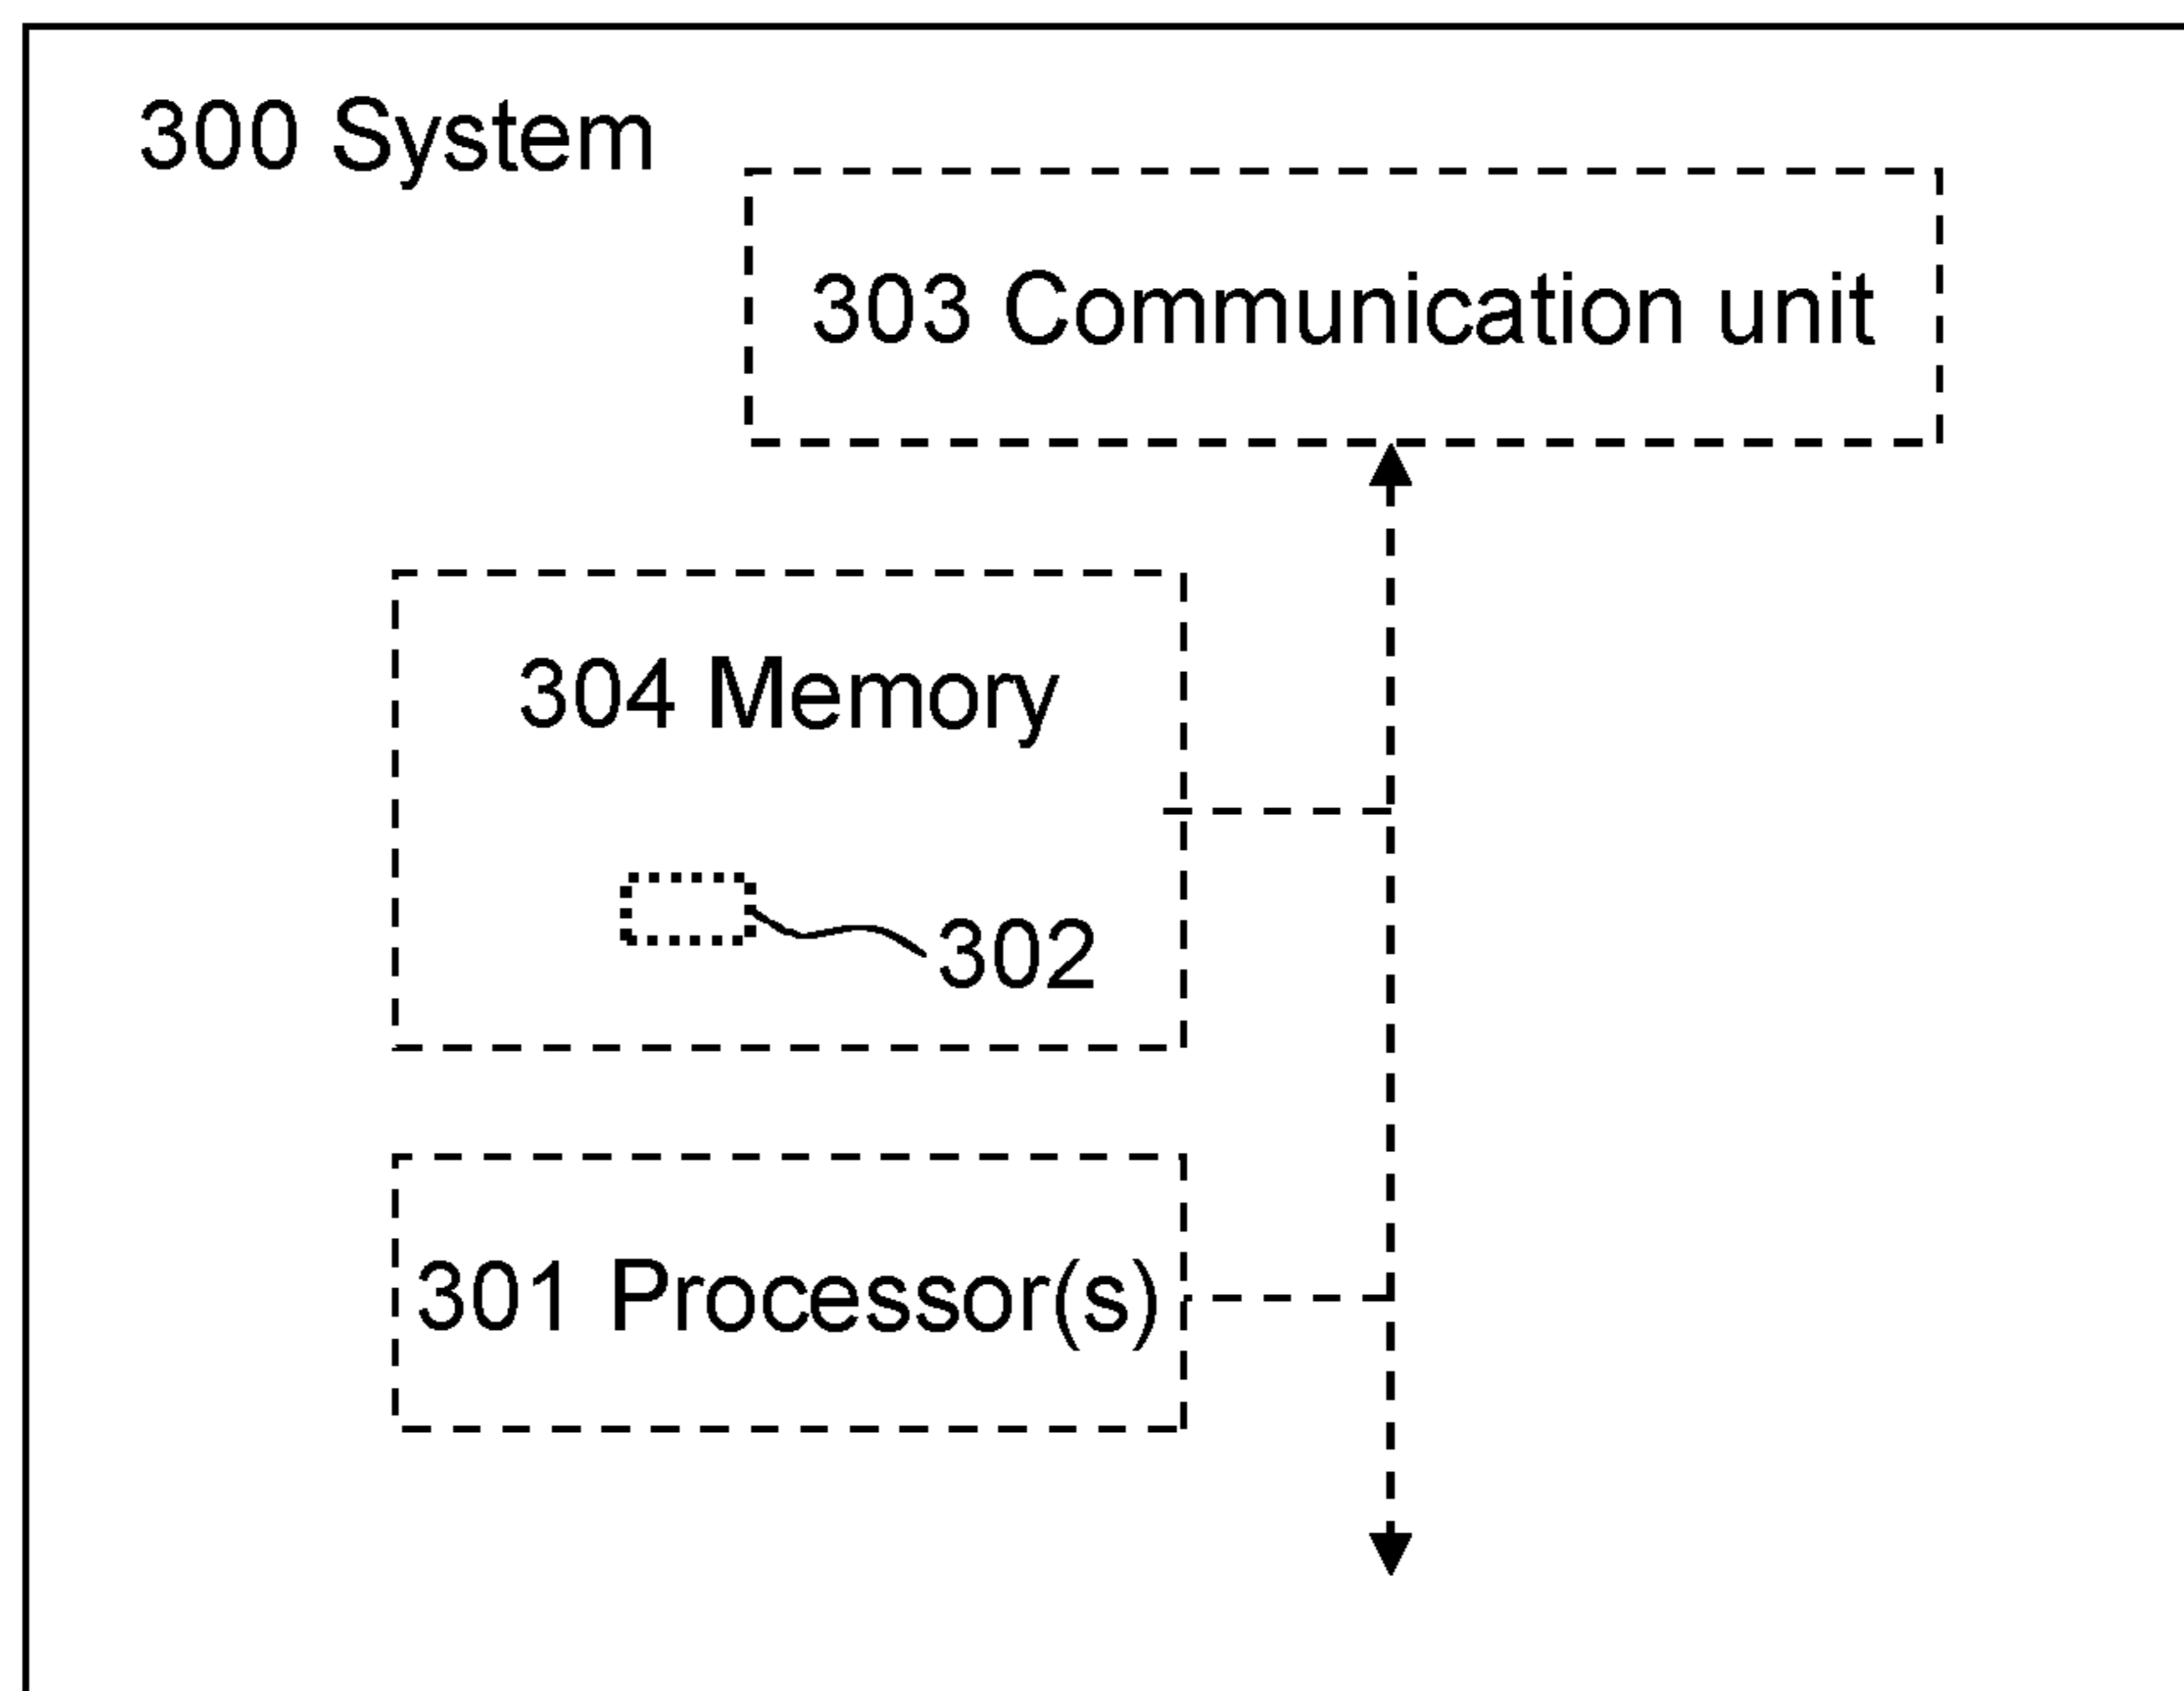 300 System
303 Communication unit
304 Memory
302
301 Processor(s)